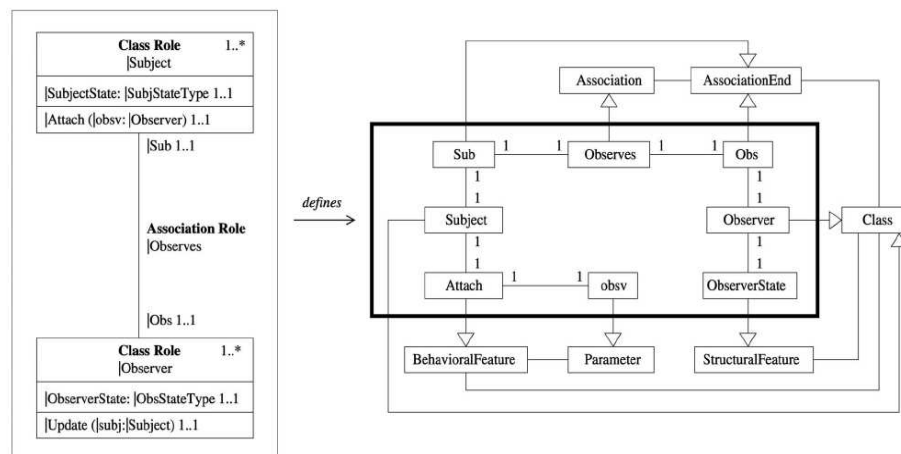 Class Role 1..*
|Subject
|SubjectState: |SubjStateType 1..1
|Attach (|obsv: |Observer) 1..1
|Sub 1..1
Association Role
|Observes
|Obs 1..1
Class Role 1..*
|Observer
|ObserverState: |ObsStateType 1..1
|Update (|subj:|Subject) 1..1
defines
Association AssociationEnd
Sub 1 1 Observes 1 1 Obs
1 1
1 1
Subject Observer Class
1 1
1 1
Attach 1 1 obsv ObserverState
BehavioralFeature Parameter StructuralFeature